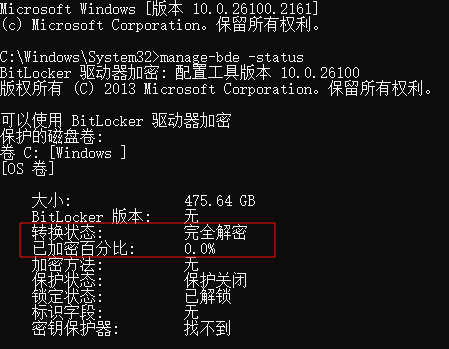 Microsoft Windows [版本 10.0.26100.2161]
(c) Microsoft Corporation。保留所有权利。
C:\Windows\System32>manage-bde -status
BitLocker 驱动器加密: 配置工具版本 10.0.26100
版权所有 (C) 2013 Microsoft Corporation。保留所有权利。
可以使用 BitLocker 驱动器加密
保护的磁盘卷:
卷 C: [Windows ]
[OS 卷]
大小: 475.64 GB
BitLocker 版本: 无
转换状态: 完全解密
已加密百分比: 0.0%
加密方法: 无
保护状态: 保护关闭
锁定状态: 已解锁
标识字段: 无
密钥保护器: 找不到